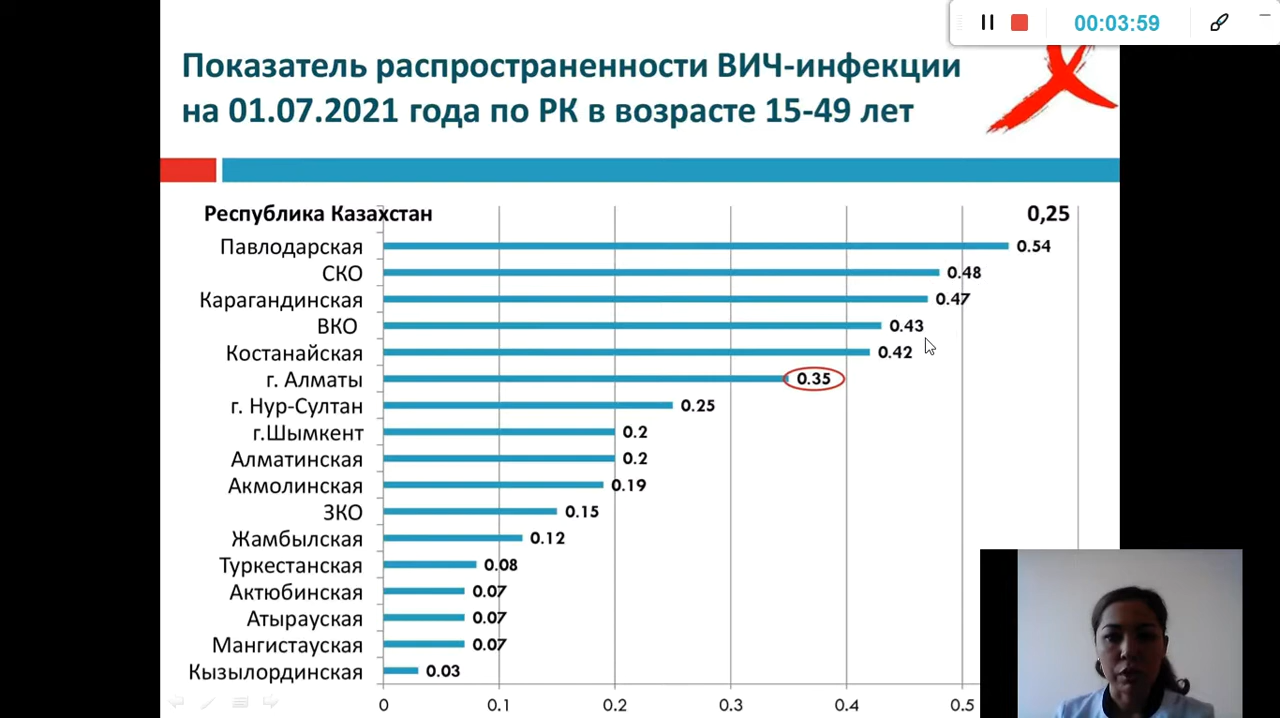 00:03:59
Показатель распространенности ВИЧ-инфекции
на 01.07.2021 года по РК в возрасте 15-49 лет
Республика Казахстан 0,25
Павлодарская 0.54
СКО 0.48
Карагандинская 0.47
ВКО 0.43
Костанайская 0.42
г. Алматы 0.35
г. Нур-Султан 0.25
г.Шымкент 0.2
Алматинская 0.2
Акмолинская 0.19
ЗКО 0.15
Жамбылская 0.12
Туркестанская 0.08
Актюбинская 0.07
Атырауская 0.07
Мангистауская 0.07
Кызылординская 0.03
0 0.1 0.2 0.3 0.4 0.5